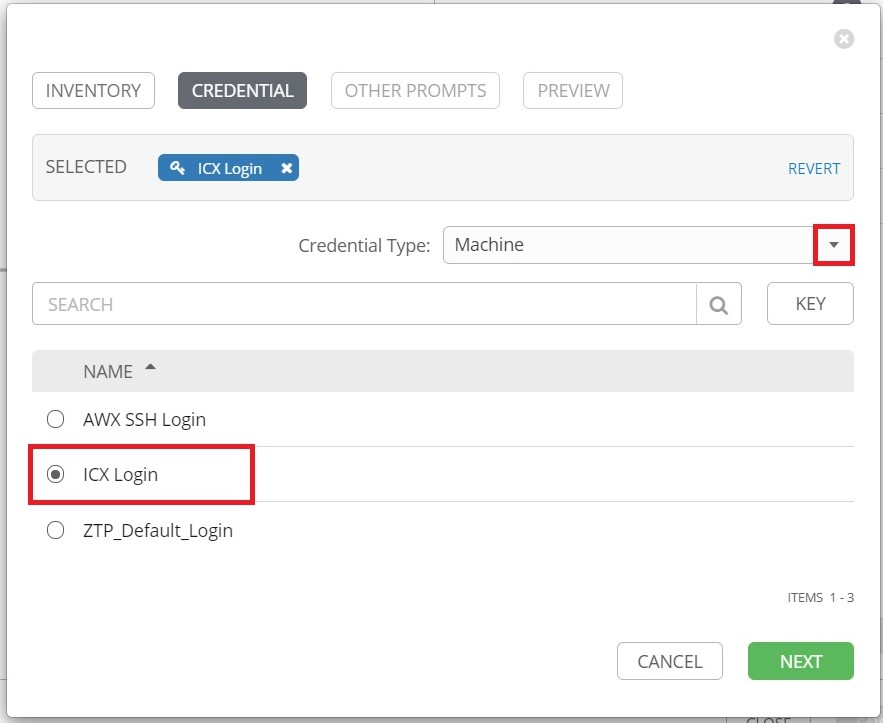 INVENTORY CREDENTIAL OTHER PROMPTS PREVIEW
SELECTED ICX Login REVERT
Credential Type: Machine
SEARCH KEY
NAME
AWX SSH Login
ICX Login
ZTP_Default_Login
ITEMS 1 - 3
CANCEL NEXT
CLOSE